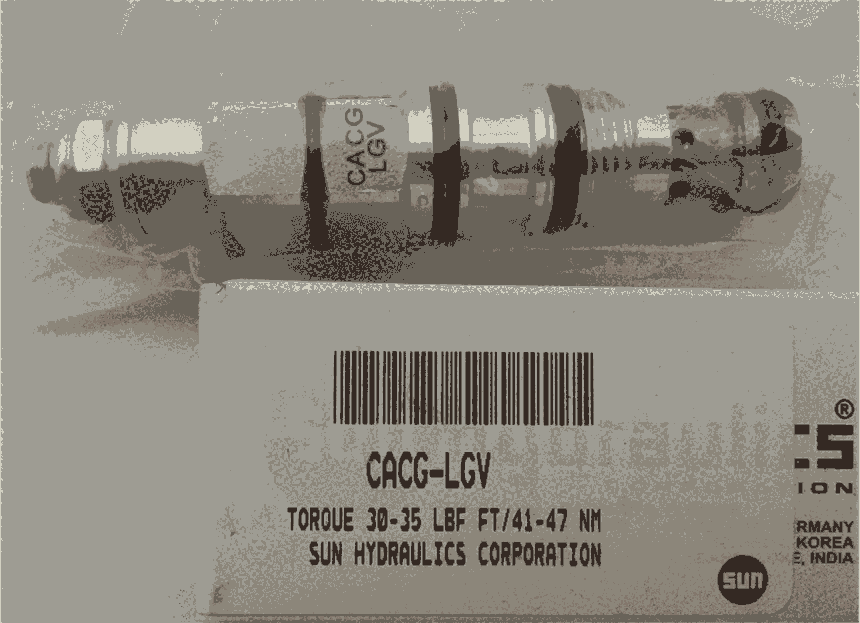 CACG
LGV
CACG-LGV
TORQUE 30-35 LBF FT/41-47 NM
SUN HYDRAULICS CORPORATION
sun
CS
ION
RMANY
KOREA
E, INDIA
®